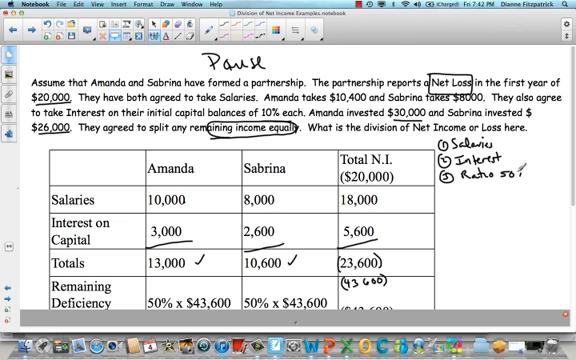 Notebook File Edit View Insert Format Draw Window Help (Charged) Fri 7:42 PM Dianne Fitzpatrick
Division of Net Income Examples.notebook
Pause
Assume that Amanda and Sabrina have formed a partnership. The partnership reports a Net Loss in the first year of
$20,000. They have both agreed to take Salaries. Amanda takes $10,400 and Sabrina takes $8000. They also agree
to take Interest on their initial capital balances of 10% each. Amanda invested $30,000 and Sabrina invested $
$26,000. They agreed to split any remaining income equally. What is the division of Net Income or Loss here.
① Salaries
② Interest
③ Ratio 50%
Amanda Sabrina Total N.I.
($20,000)
Salaries 10,000 8,000 18,000
Interest on
Capital 3,000 2,600 5,600
Totals 13,000 ✓ 10,600 ✓ (23,600)
(43 600)
Remaining
Deficiency 50% x $43,600 50% x $43,600